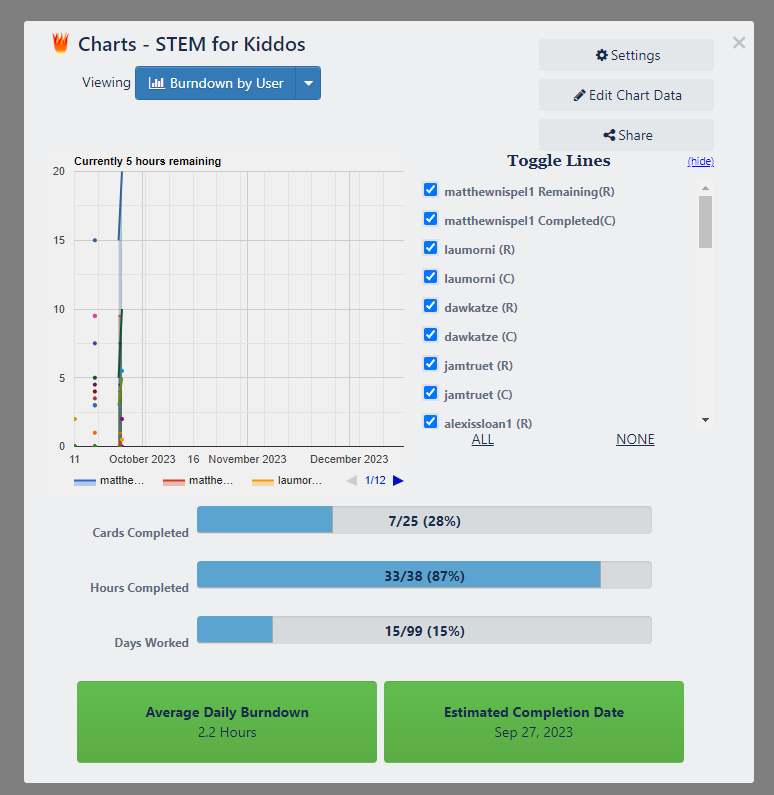 Charts - STEM for Kiddos
×
Viewing
Burndown by User
Settings
Edit Chart Data
Share
Currently 5 hours remaining
20
15
10
5
0
11
October 2023
16
November 2023
December 2023
matthe...
matthe...
laumor...
1/12
Toggle Lines
(hide)
matthewnispel1 Remaining(R)
matthewnispel1 Completed(C)
laumorni (R)
laumorni (C)
dawkatze (R)
dawkatze (C)
jamtruet (R)
jamtruet (C)
alexissloan1 (R)
ALL
NONE
Cards Completed
7/25 (28%)
Hours Completed
33/38 (87%)
Days Worked
15/99 (15%)
Average Daily Burndown
2.2 Hours
Estimated Completion Date
Sep 27, 2023